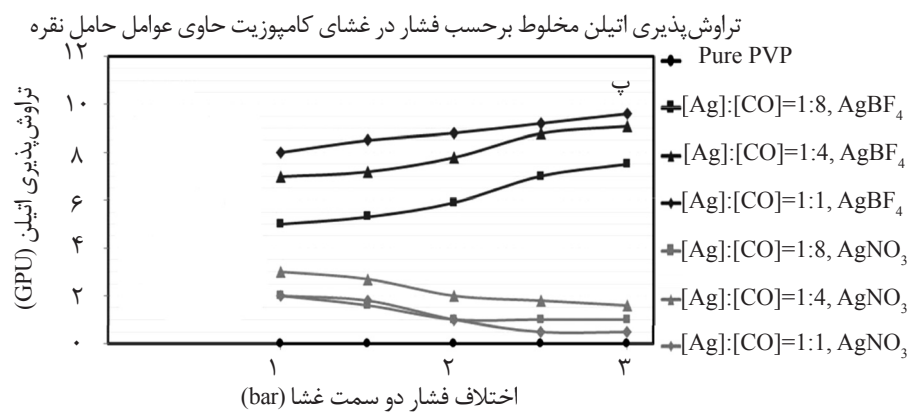 تراوش‌پذیری اتیلن مخلوط برحسب فشار در غشای کامپوزیت حاوی عوامل حامل نقره
۱۲
۱۰
۸
۶
۴
۲
۰
تراوش‌پذیری اتیلن (GPU)
پ
۱
۲
۳
اختلاف فشار دو سمت غشا (bar)
Pure PVP
[Ag]:[CO]=1:8, AgBF4
[Ag]:[CO]=1:4, AgBF4
[Ag]:[CO]=1:1, AgBF4
[Ag]:[CO]=1:8, AgNO3
[Ag]:[CO]=1:4, AgNO3
[Ag]:[CO]=1:1, AgNO3